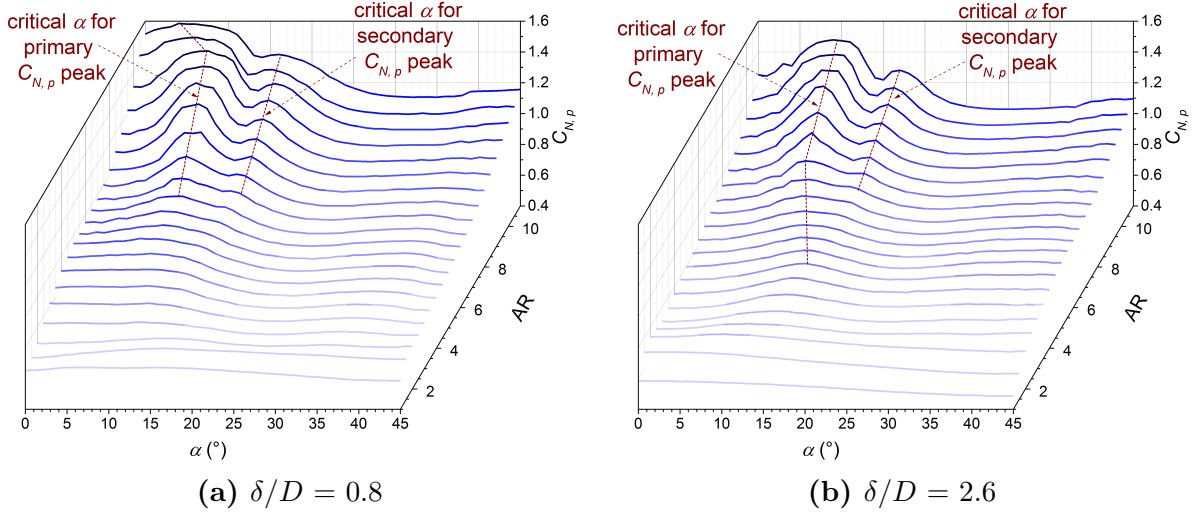 critical α for
primary
C_{N, p} peak
critical α for
secondary
C_{N, p} peak
1.6
1.4
1.2
1.0
0.8
0.6
0.4
C_{N, p}
10
8
6
4
2
AR
0 5 10 15 20 25 30 35 40 45
α (°)
(a) δ/D = 0.8
critical α for
primary
C_{N, p} peak
critical α for
secondary
C_{N, p} peak
1.6
1.4
1.2
1.0
0.8
0.6
0.4
C_{N, p}
10
8
6
4
2
AR
0 5 10 15 20 25 30 35 40 45
α (°)
(b) δ/D = 2.6